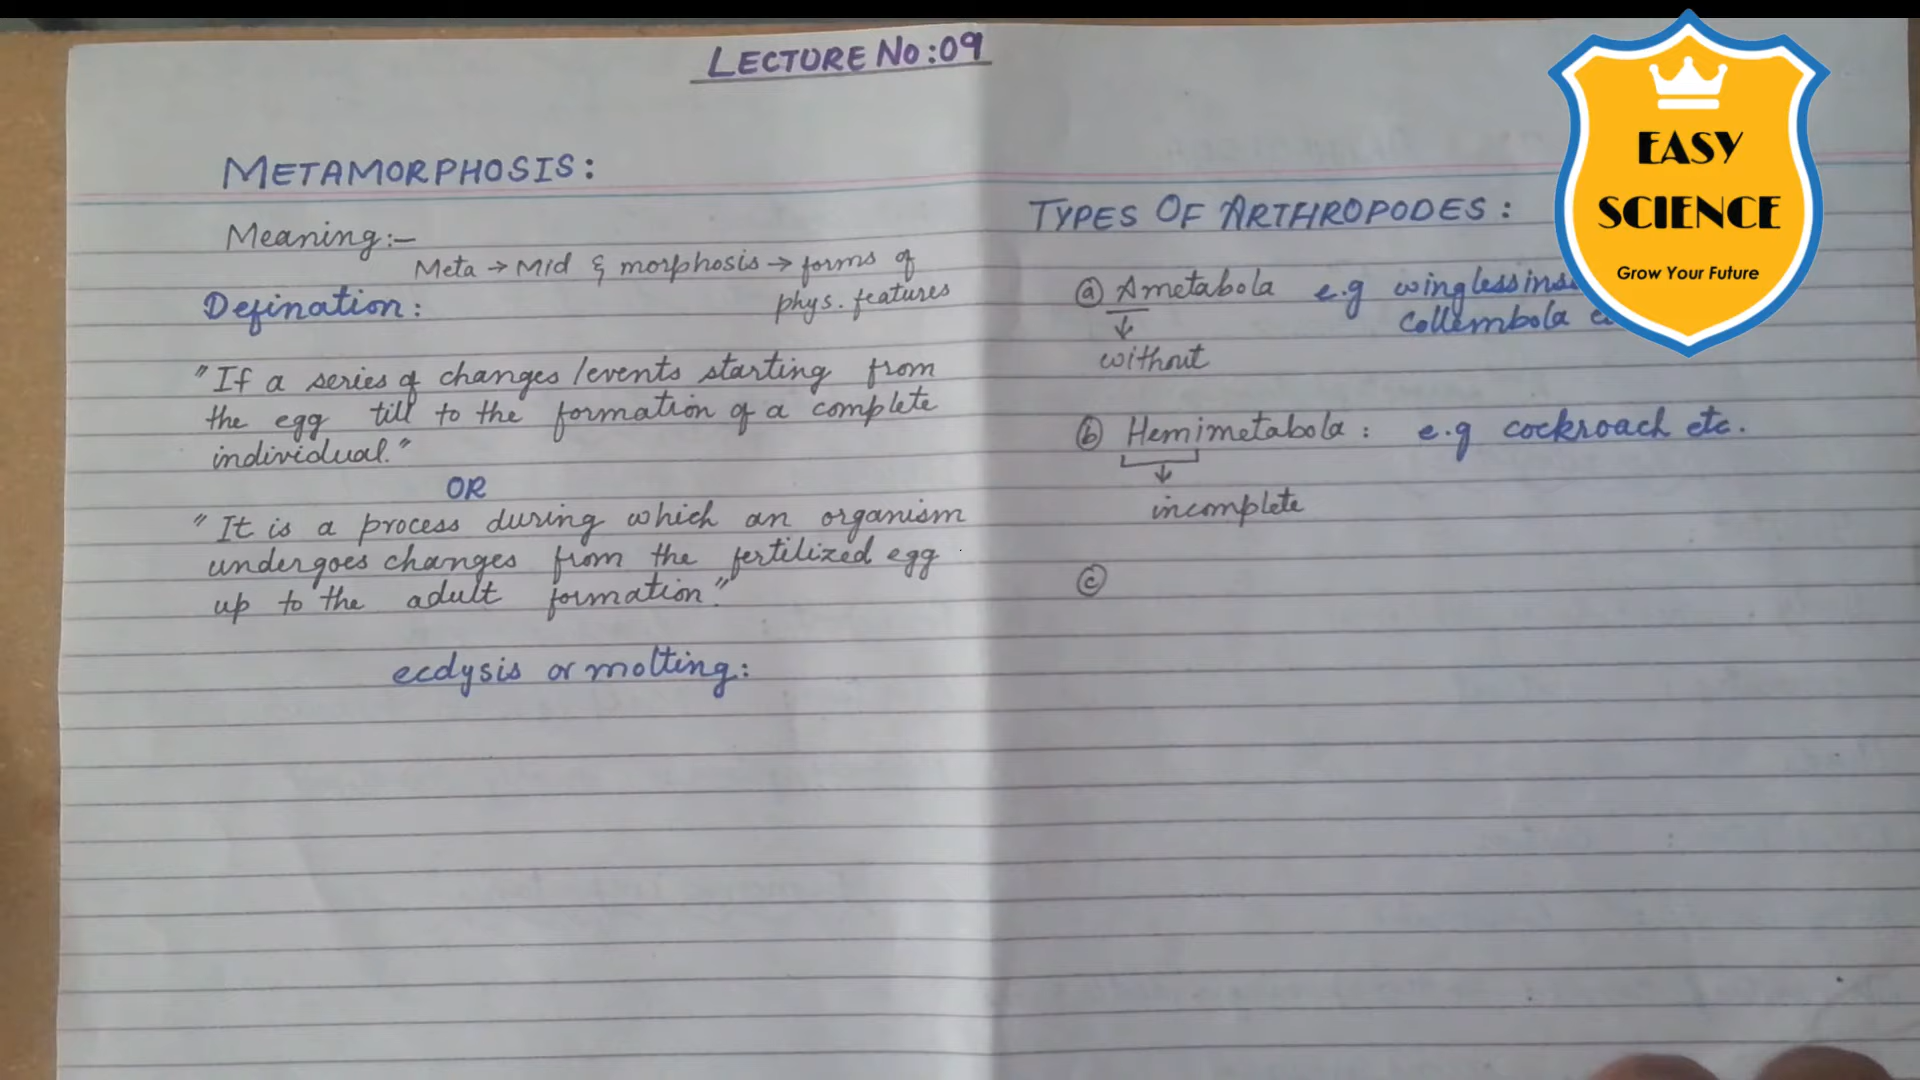 LECTURE No:09
METAMORPHOSIS:
Meaning:–
Meta → Mid & morphosis → forms of
phys. features
Defination:
"If a series of changes/events starting from
the egg till to the formation of a complete
individual."
OR
"It is a process during which an organism
undergoes changes from the fertilized egg
up to the adult formation."
ecdysis or molting:
TYPES OF ARTHROPODES:
(a) Ametabola e.g wingless
collembola
↓
without
(b) Hemimetabola: e.g cockroach etc.
↓
incomplete
(c)
EASY
SCIENCE
Grow Your Future